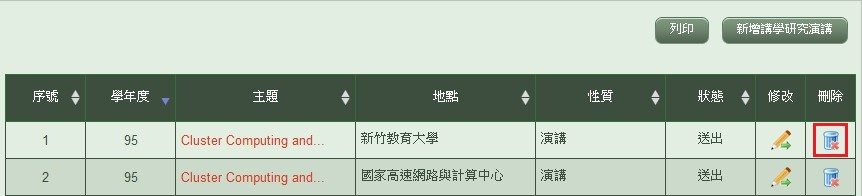 列印 新增講學研究演講
序號 學年度 主題 地點 性質 狀態 修改 刪除
1 95 Cluster Computing and... 新竹教育大學 演講 送出
2 95 Cluster Computing and... 國家高速網路與計算中心 演講 送出